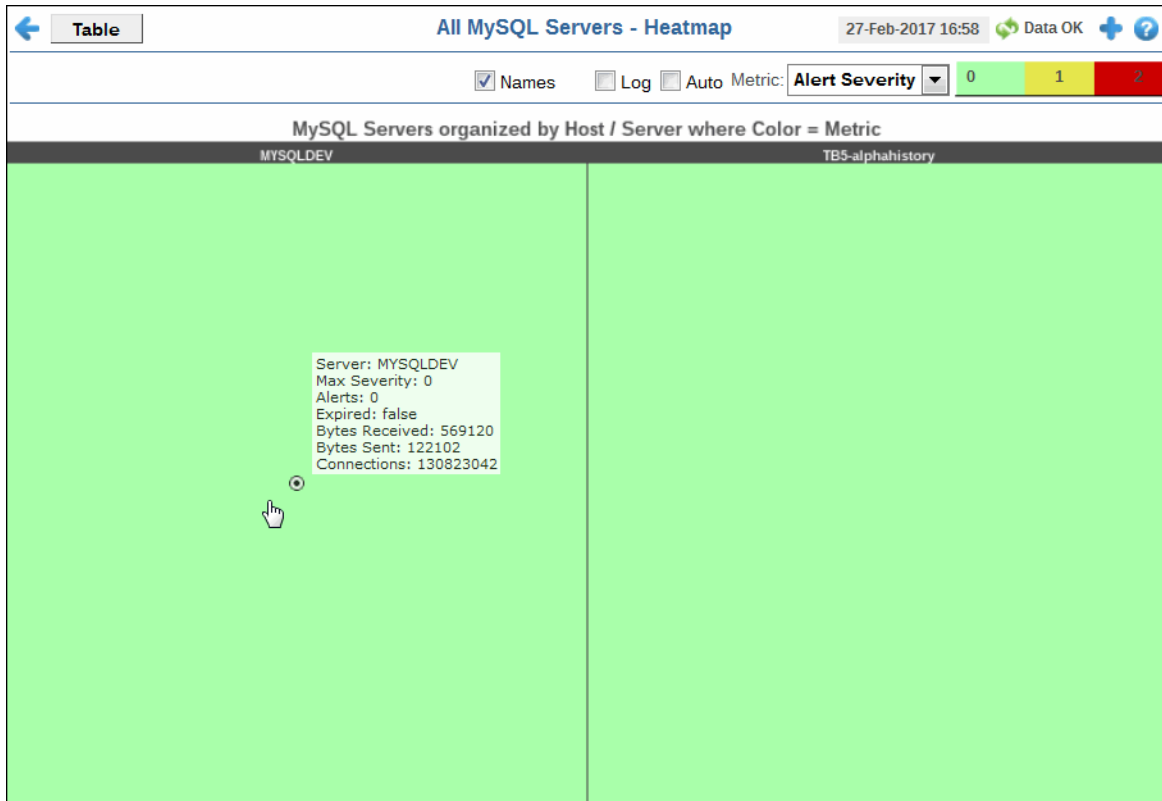 Table All MySQL Servers - Heatmap 27-Feb-2017 16:58 Data OK ?
Names Log Auto Metric: Alert Severity 0 1 2
MySQL Servers organized by Host / Server where Color = Metric
MYSQLDEV TB5-alphahistory
Server: MYSQLDEV
Max Severity: 0
Alerts: 0
Expired: false
Bytes Received: 569120
Bytes Sent: 122102
Connections: 130823042